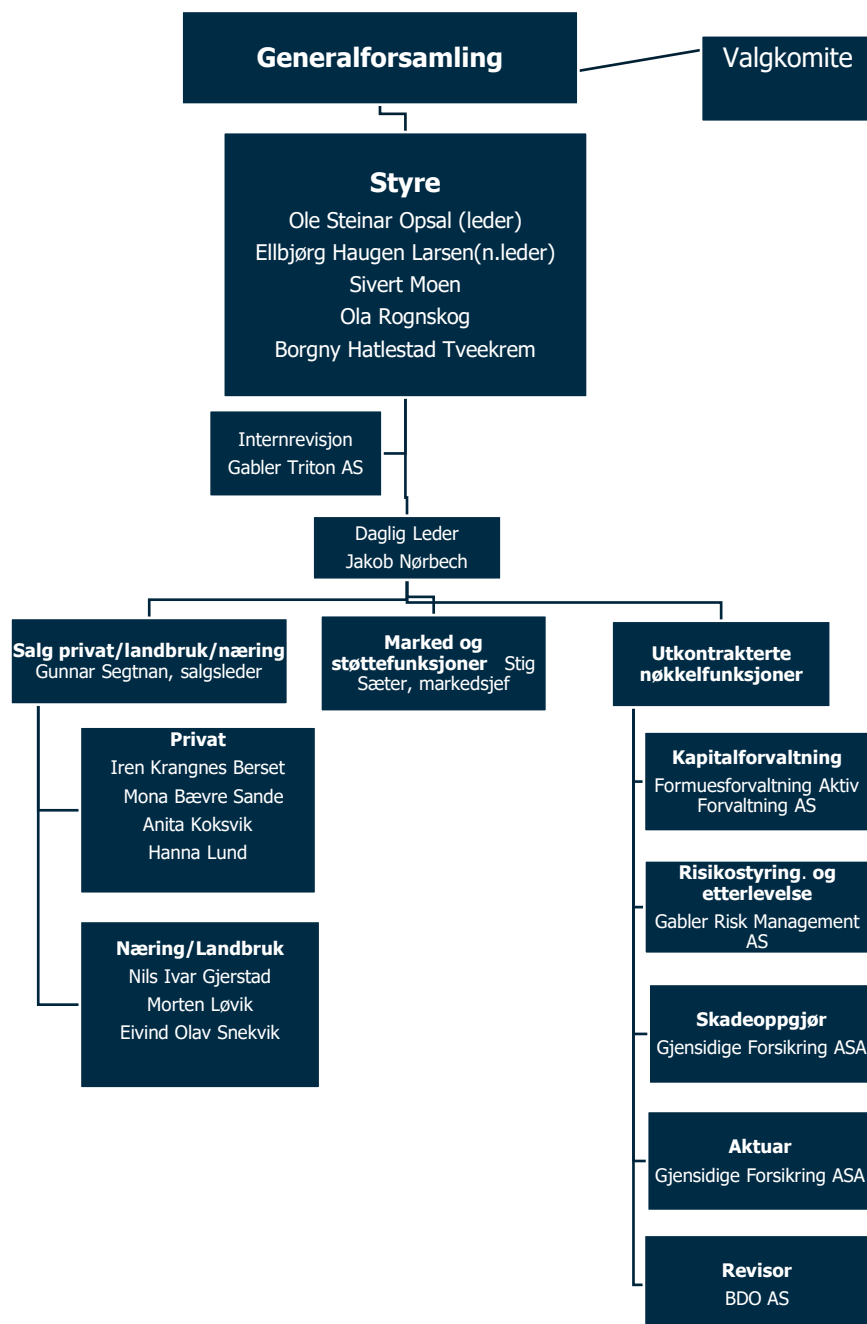 Generalforsamling
Valgkomite
Styre
Ole Steinar Opsal (leder)
Ellbjørg Haugen Larsen(n.leder)
Sivert Moen
Ola Rognskog
Borgny Hatlestad Tveekrem
Internrevisjon
Gabler Triton AS
Daglig Leder
Jakob Nørbech
Salg privat/landbruk/næring
Gunnar Segtnan, salgsleder
Marked og
støttefunksjoner Stig
Sæter, markedsjef
Utkontrakterte
nøkkelfunksjoner
Privat
Iren Krangnes Berset
Mona Bævre Sande
Anita Koksvik
Hanna Lund
Næring/Landbruk
Nils Ivar Gjerstad
Morten Løvik
Eivind Olav Snekvik
Kapitalforvaltning
Formuesforvaltning Aktiv
Forvaltning AS
Risikostyring. og
etterlevelse
Gabler Risk Management
AS
Skadeoppgjør
Gjensidige Forsikring ASA
Aktuar
Gjensidige Forsikring ASA
Revisor
BDO AS